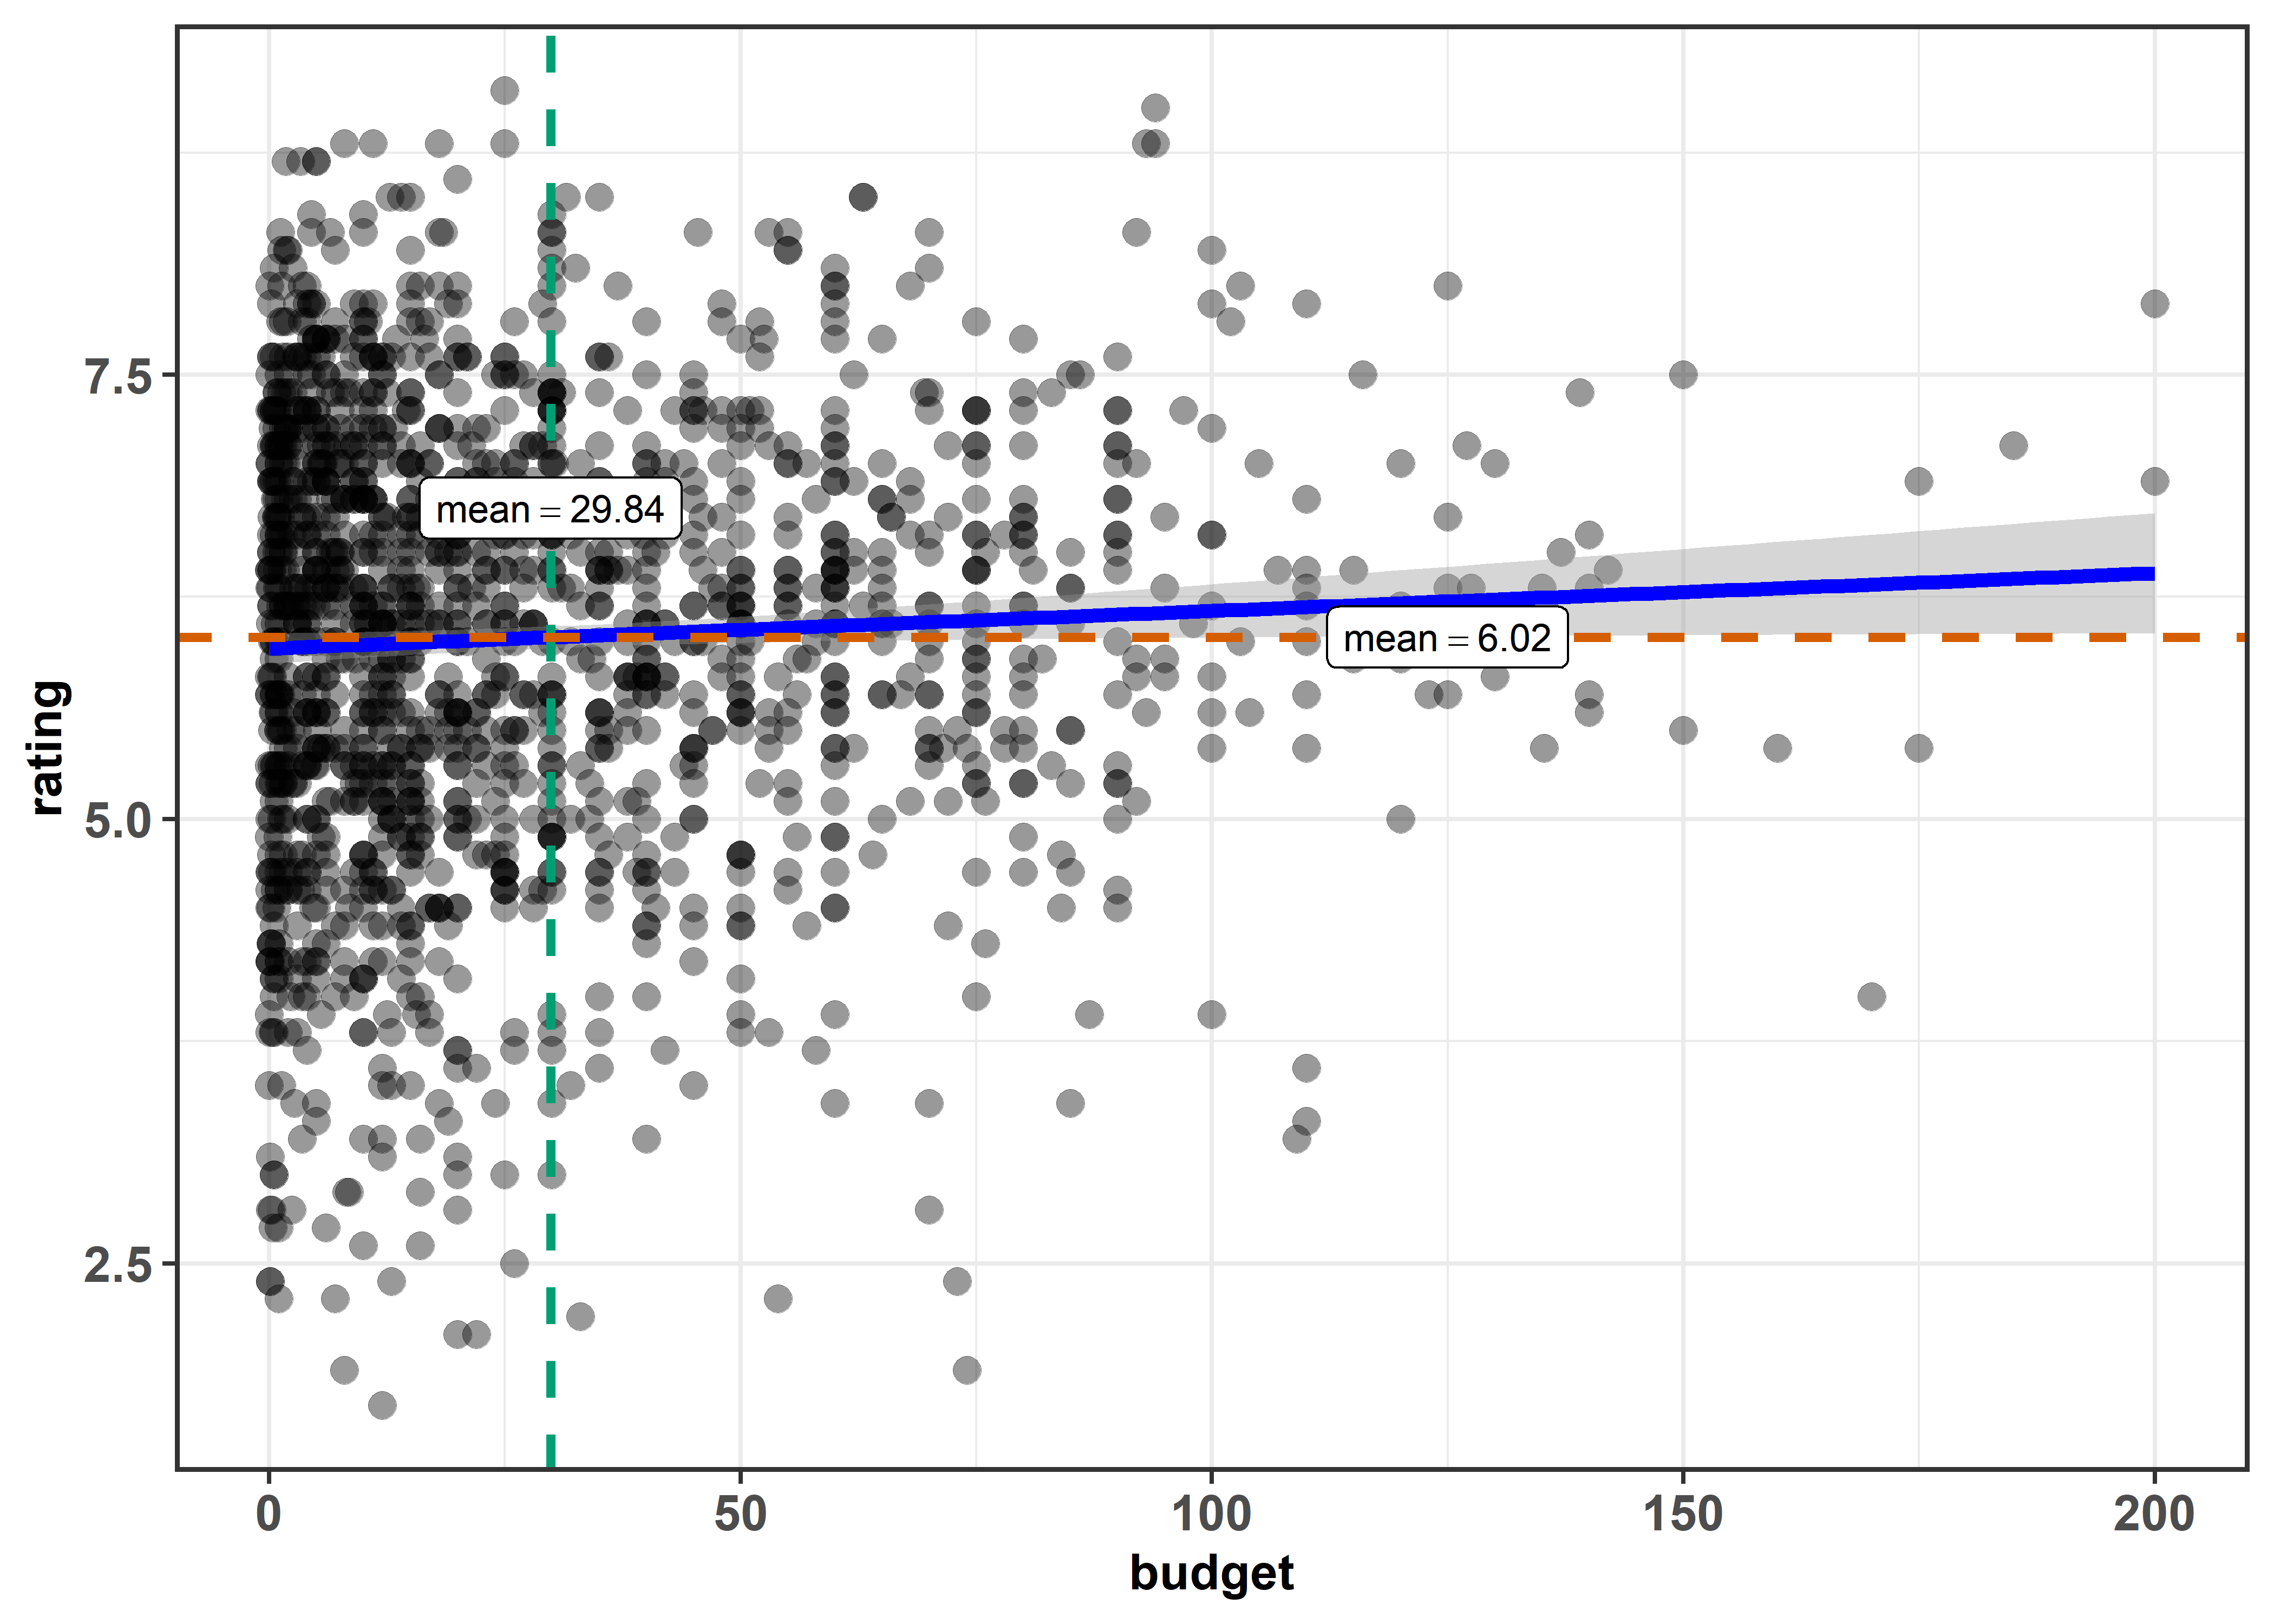 7.5
mean = 29.84
mean = 6.02
rating
5.0
2.5
0 50 100 150 200
budget